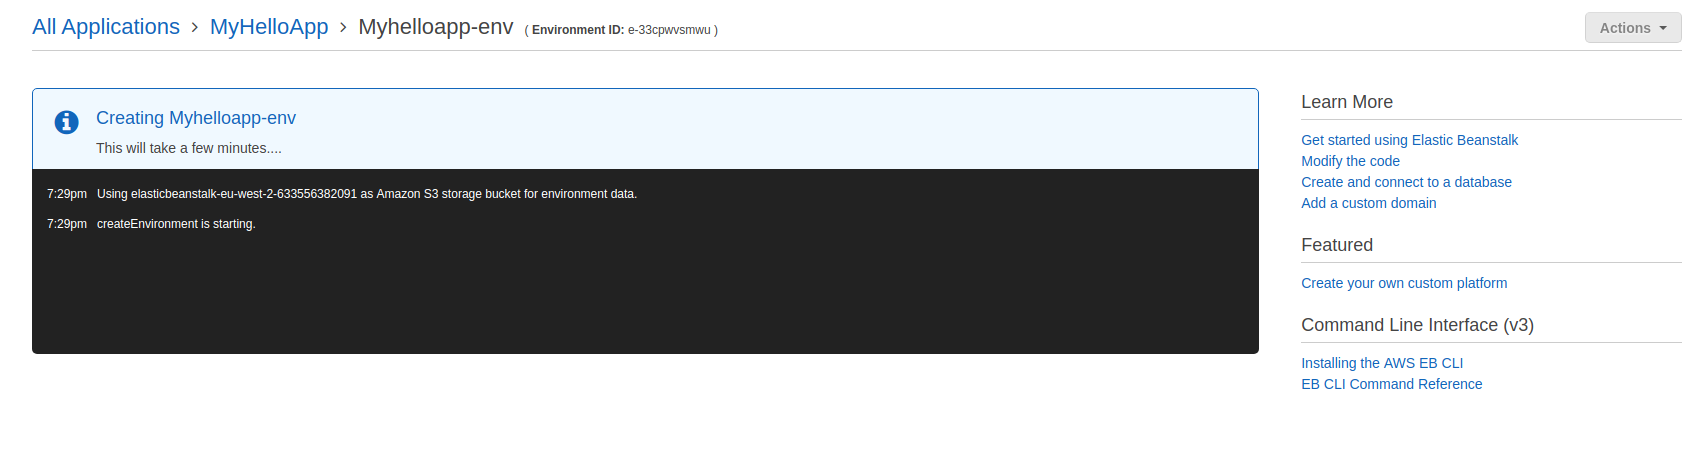 All Applications > MyHelloApp > Myhelloapp-env ( Environment ID: e-33cpwvsmwu )
Actions
Creating Myhelloapp-env
This will take a few minutes....
7:29pm Using elasticbeanstalk-eu-west-2-633556382091 as Amazon S3 storage bucket for environment data.
7:29pm createEnvironment is starting.
Learn More
Get started using Elastic Beanstalk
Modify the code
Create and connect to a database
Add a custom domain
Featured
Create your own custom platform
Command Line Interface (v3)
Installing the AWS EB CLI
EB CLI Command Reference